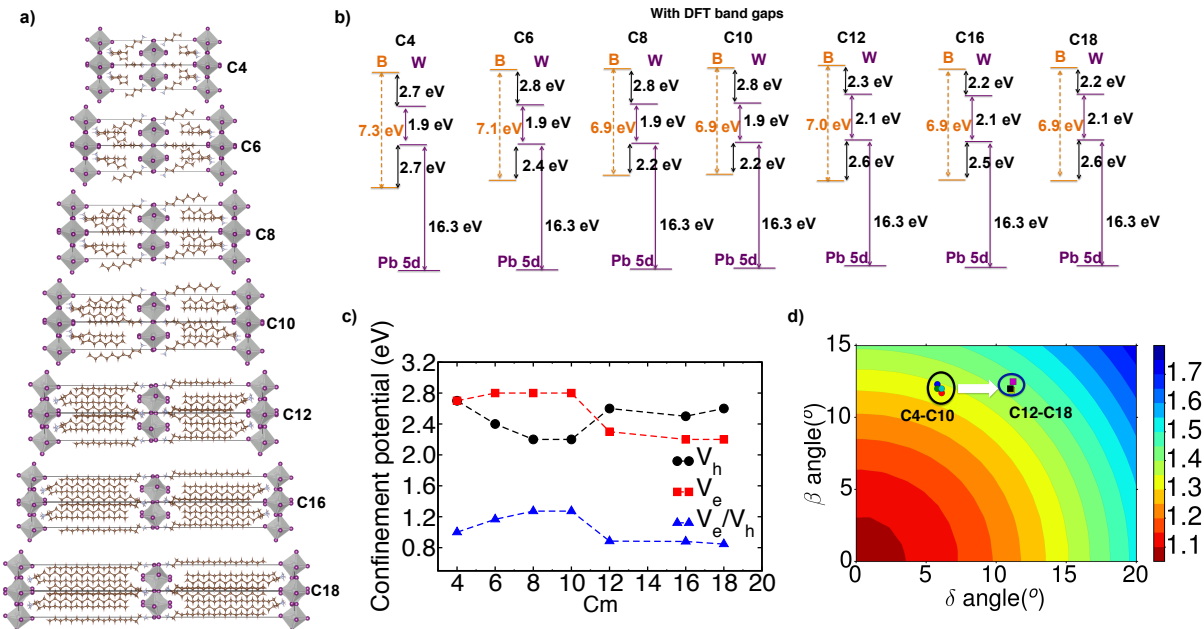 a)
C4
C6
C8
C10
C12
C16
C18
b)
With DFT band gaps
C4 C6 C8 C10 C12 C16 C18
B W B W B W B W B W B W B W
2.7 eV 2.8 eV 2.8 eV 2.8 eV 2.3 eV 2.2 eV 2.2 eV
7.3 eV 1.9 eV 7.1 eV 1.9 eV 6.9 eV 1.9 eV 6.9 eV 1.9 eV 7.0 eV 2.1 eV 6.9 eV 2.1 eV 6.9 eV 2.1 eV
2.7 eV 2.4 eV 2.2 eV 2.2 eV 2.6 eV 2.5 eV 2.6 eV
16.3 eV 16.3 eV 16.3 eV 16.3 eV 16.3 eV 16.3 eV 16.3 eV
Pb 5d Pb 5d Pb 5d Pb 5d Pb 5d Pb 5d Pb 5d
c)
Confinement potential (eV)
3.2
2.8
2.4
2.0
1.6
1.2
0.8
V_h
V_e
V_e/V_h
4 6 8 10 12 14 16 18 20
Cm
d)
β angle(°)
15
10
5
0
C4-C10
C12-C18
0 5 10 15 20
δ angle(°)
1.7
1.6
1.5
1.4
1.3
1.2
1.1